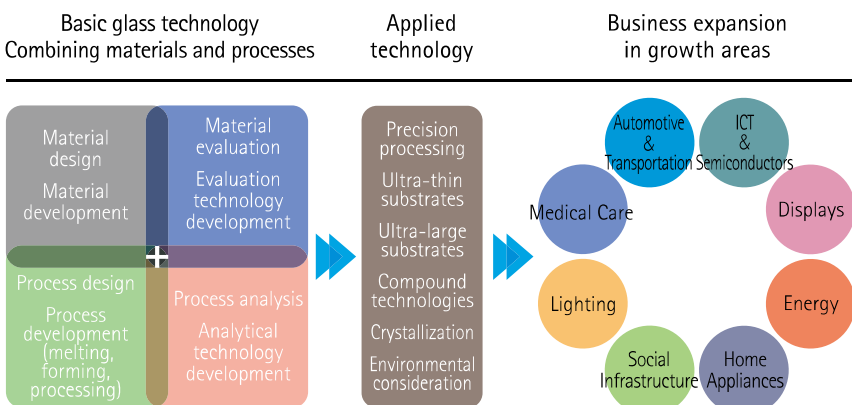 Basic glass technology
Combining materials and processes
Applied
technology
Business expansion
in growth areas
Material
design
Material
development
Material
evaluation
Evaluation
technology
development
Process design
Process
development
(melting,
forming,
processing)
Process analysis
Analytical
technology
development
Precision
processing
Ultra-thin
substrates
Ultra-large
substrates
Compound
technologies
Crystallization
Environmental
consideration
Automotive
&
Transportation
ICT
&
Semiconductors
Medical Care
Displays
Lighting
Energy
Social
Infrastructure
Home
Appliances